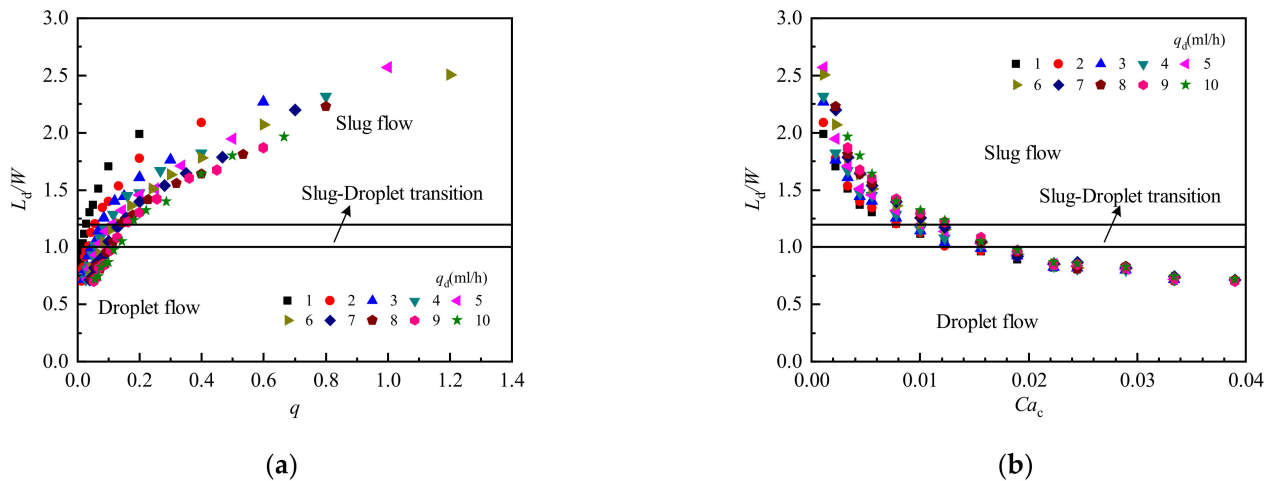 3.0
2.5
2.0
1.5
1.0
0.5
0.0
L_d/W
Slug flow
Slug-Droplet transition
Droplet flow
q_d(ml/h)
1 2 3 4 5
6 7 8 9 10
0.0 0.2 0.4 0.6 0.8 1.0 1.2 1.4
q
(a)
3.0
2.5
2.0
1.5
1.0
0.5
0.0
L_d/W
q_d(ml/h)
1 2 3 4 5
6 7 8 9 10
Slug flow
Slug-Droplet transition
Droplet flow
0.00 0.01 0.02 0.03 0.04
Ca_c
(b)